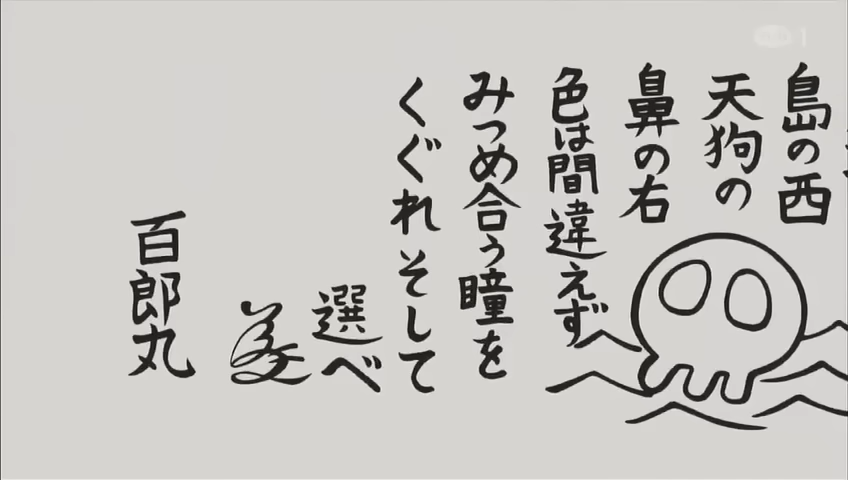 島の西
天狗の
鼻の右
色は間違えず
みつめ合う瞳を
くぐれ そして
選べ
百郎丸